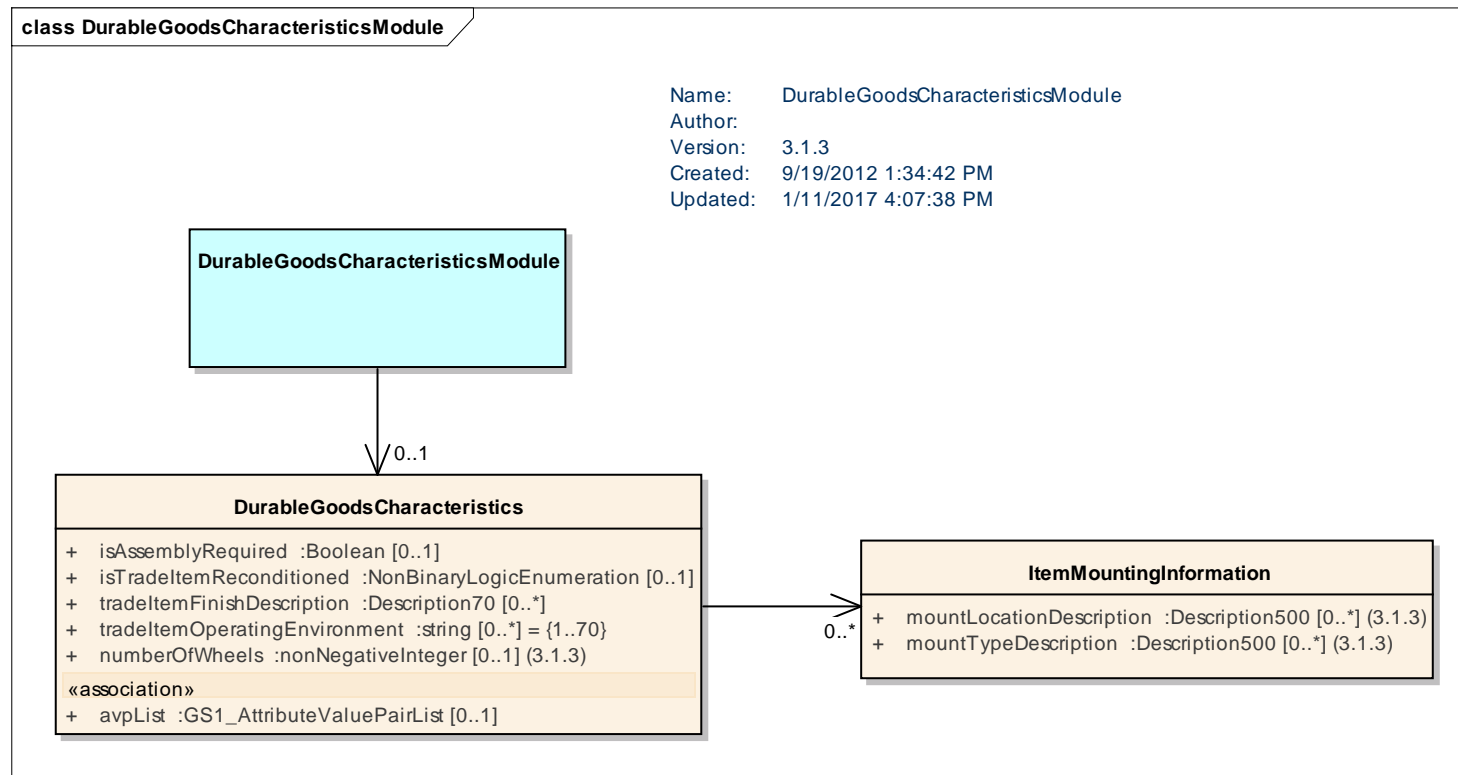 class DurableGoodsCharacteristicsModule
Name: DurableGoodsCharacteristicsModule
Author:
Version: 3.1.3
Created: 9/19/2012 1:34:42 PM
Updated: 1/11/2017 4:07:38 PM
DurableGoodsCharacteristicsModule
0..1
DurableGoodsCharacteristics
+ isAssemblyRequired :Boolean [0..1]
+ isTradeItemReconditioned :NonBinaryLogicEnumeration [0..1]
+ tradeItemFinishDescription :Description70 [0..*]
+ tradeItemOperatingEnvironment :string [0..*] = {1..70}
+ numberOfWheels :nonNegativeInteger [0..1] (3.1.3)
«association»
+ avpList :GS1_AttributeValuePairList [0..1]
0..*
ItemMountingInformation
+ mountLocationDescription :Description500 [0..*] (3.1.3)
+ mountTypeDescription :Description500 [0..*] (3.1.3)